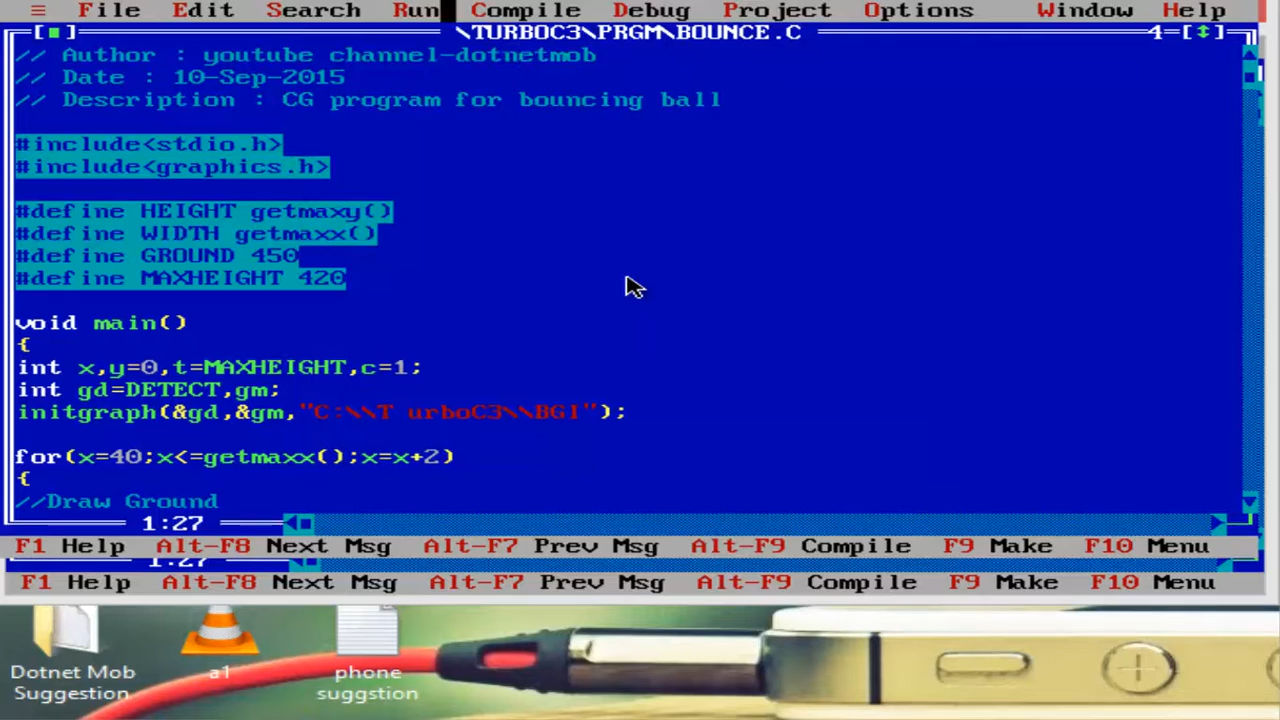 ≡ File Edit Search Run Compile Debug Project Options Window Help
\TURBOC3\PRGM\BOUNCE.C 4=[↕]
// Author : youtube channel-dotnetmob
// Date : 10-Sep-2015
// Description : CG program for bouncing ball
#include<stdio.h>
#include<graphics.h>
#define HEIGHT getmaxy()
#define WIDTH getmaxx()
#define GROUND 450
#define MAXHEIGHT 420
void main()
{
int x,y=0,t=MAXHEIGHT,c=1;
int gd=DETECT,gm;
initgraph(&gd,&gm,"C:\\T urboC3\\BGI");
for(x=40;x<=getmaxx();x=x+2)
{
//Draw Ground
1:27
F1 Help Alt-F8 Next Msg Alt-F7 Prev Msg Alt-F9 Compile F9 Make F10 Menu
1:27
F1 Help Alt-F8 Next Msg Alt-F7 Prev Msg Alt-F9 Compile F9 Make F10 Menu
Dotnet Mob
Suggestion
a1
phone
suggstion